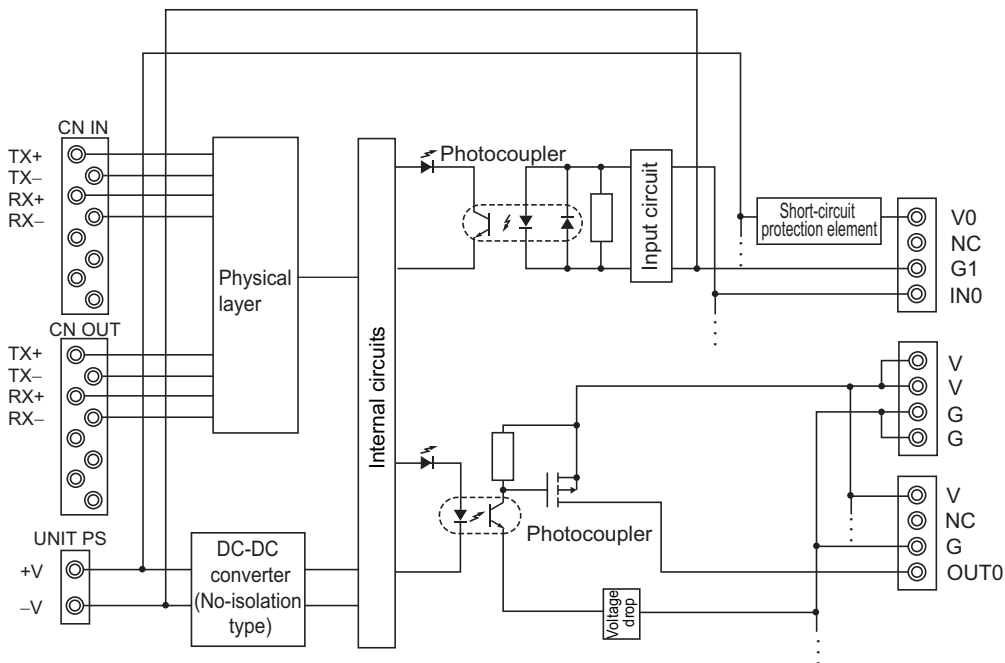 CN IN
TX+
TX−
RX+
RX−
Physical
layer
CN OUT
TX+
TX−
RX+
RX−
UNIT PS
+V
−V
DC-DC
converter
(No-isolation
type)
Internal circuits
Photocoupler
Input circuit
Short-circuit
protection element
V0
NC
G1
IN0
V
V
G
G
Photocoupler
Voltage
drop
V
NC
G
OUT0